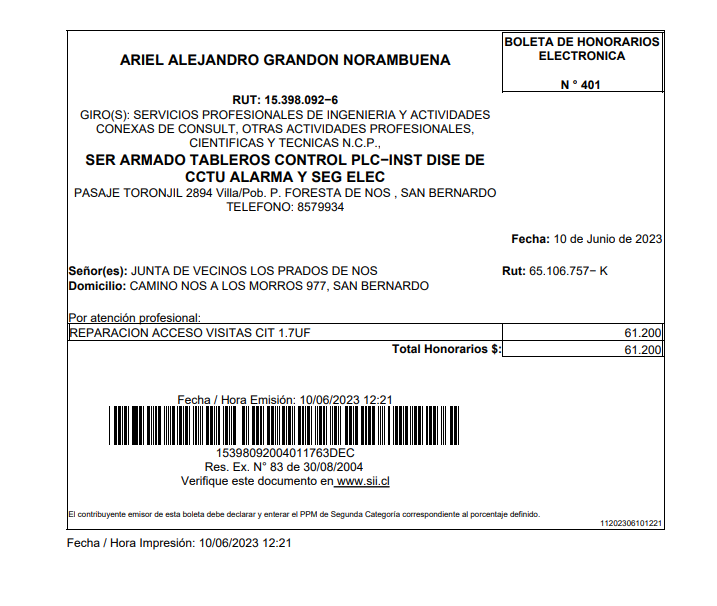 ARIEL ALEJANDRO GRANDON NORAMBUENA
BOLETA DE HONORARIOS
ELECTRONICA
N ° 401
RUT: 15.398.092−6
GIRO(S): SERVICIOS PROFESIONALES DE INGENIERIA Y ACTIVIDADES
CONEXAS DE CONSULT, OTRAS ACTIVIDADES PROFESIONALES,
CIENTIFICAS Y TECNICAS N.C.P.,
SER ARMADO TABLEROS CONTROL PLC−INST DISE DE
CCTU ALARMA Y SEG ELEC
PASAJE TORONJIL 2894 Villa/Pob. P. FORESTA DE NOS , SAN BERNARDO
TELEFONO: 8579934
Fecha: 10 de Junio de 2023
Señor(es): JUNTA DE VECINOS LOS PRADOS DE NOS Rut: 65.106.757− K
Domicilio: CAMINO NOS A LOS MORROS 977, SAN BERNARDO
Por atención profesional:
REPARACION ACCESO VISITAS CIT 1.7UF 61.200
Total Honorarios $: 61.200
Fecha / Hora Emisión: 10/06/2023 12:21
15398092004011763DEC
Res. Ex. N° 83 de 30/08/2004
Verifique este documento en www.sii.cl
El contribuyente emisor de esta boleta debe declarar y enterar el PPM de Segunda Categoría correspondiente al porcentaje definido.
11202306101221
Fecha / Hora Impresión: 10/06/2023 12:21